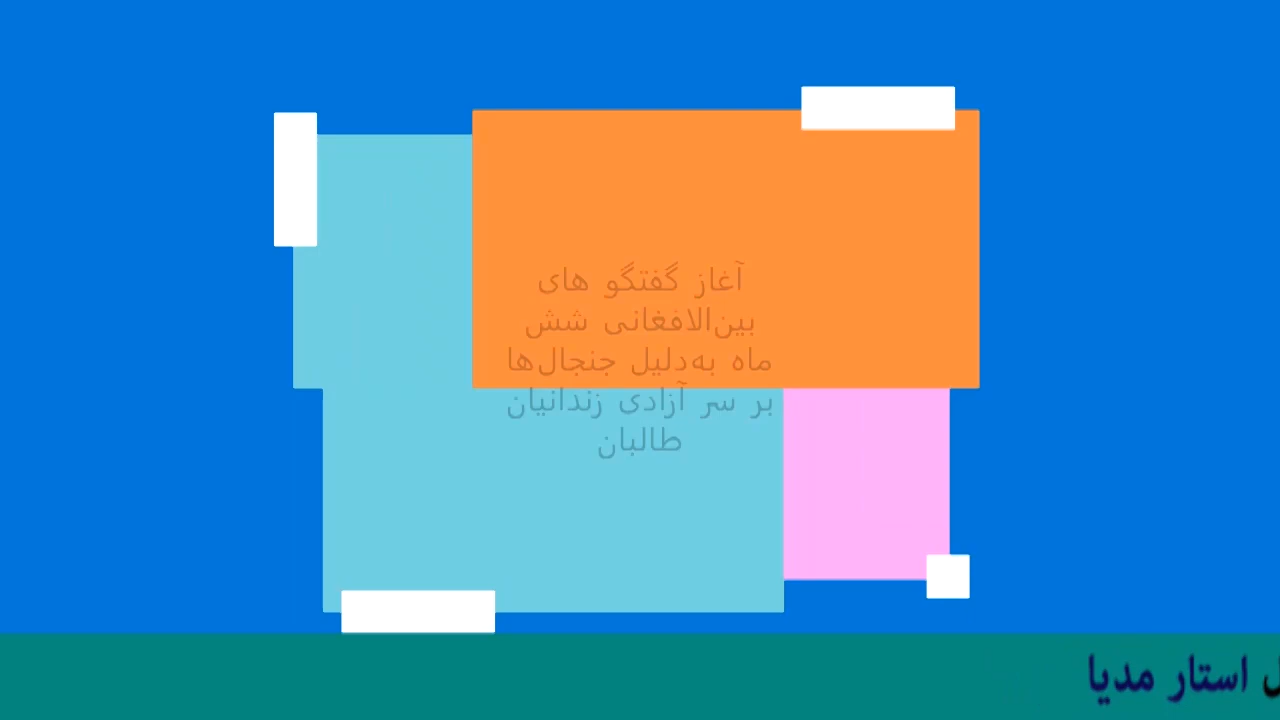 آغاز گفتگو های
بین‌الافغانی شش
ماه به‌دلیل جنجال‌ها
بر سر آزادی زندانیان
طالبان
استار مدیا